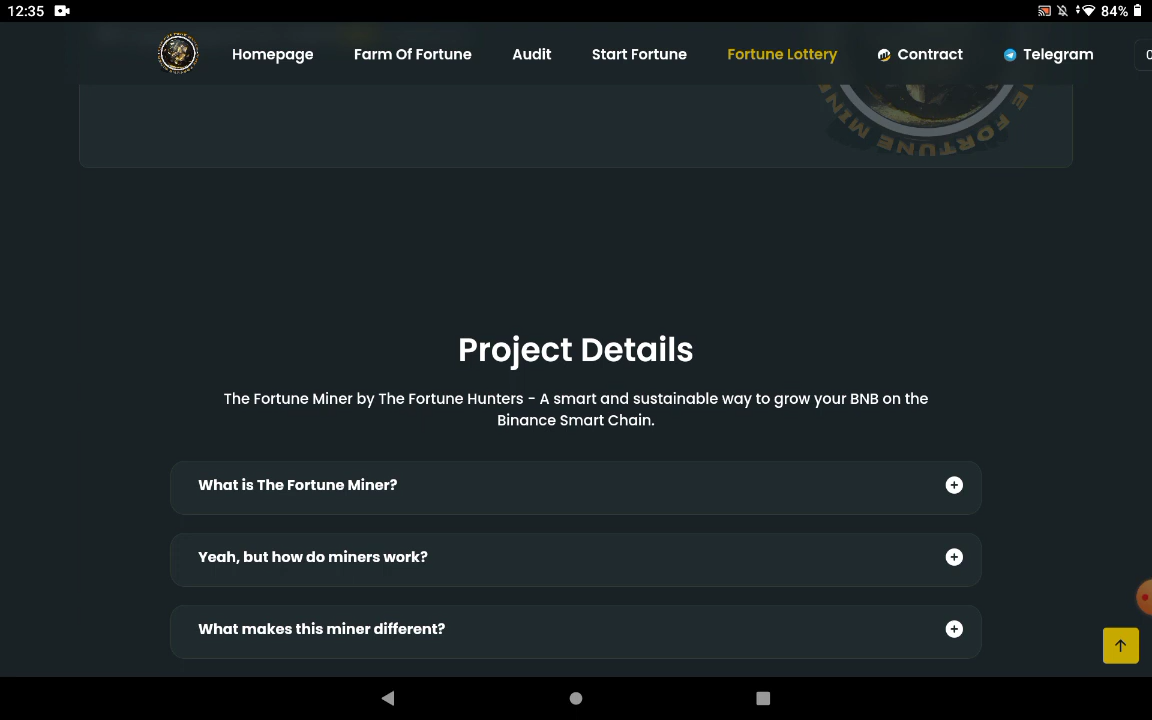 12:35
84%
Homepage Farm Of Fortune Audit Start Fortune Fortune Lottery Contract Telegram
Project Details
The Fortune Miner by The Fortune Hunters - A smart and sustainable way to grow your BNB on the
Binance Smart Chain.
What is The Fortune Miner?
Yeah, but how do miners work?
What makes this miner different?